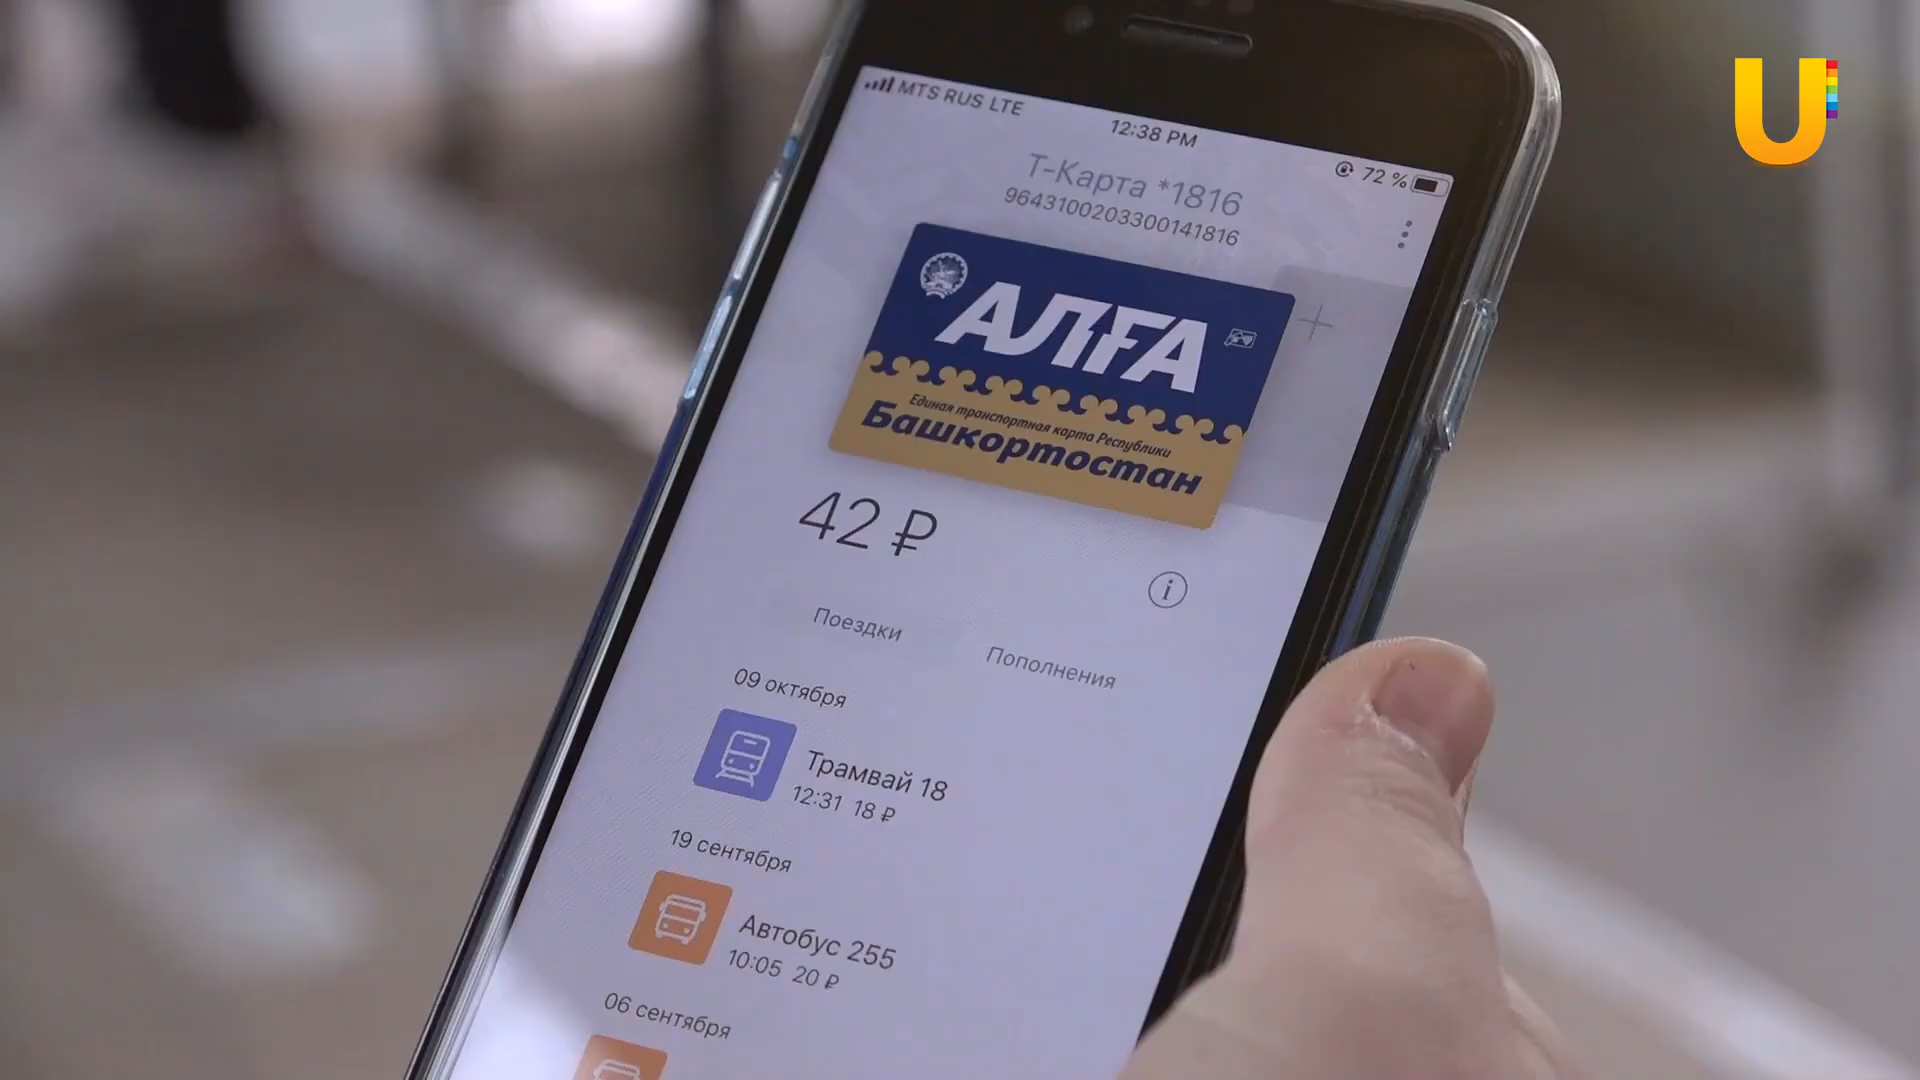 U
MTS RUS LTE
12:38 PM
72 %
Т-Карта *1816
9643100203300141816
АЛҒА
Единая транспортная карта Республики
Башкортостан
42 ₽
Поездки
Пополнения
09 октября
Трамвай 18
12:31 18 ₽
19 сентября
Автобус 255
10:05 20 ₽
06 сентября